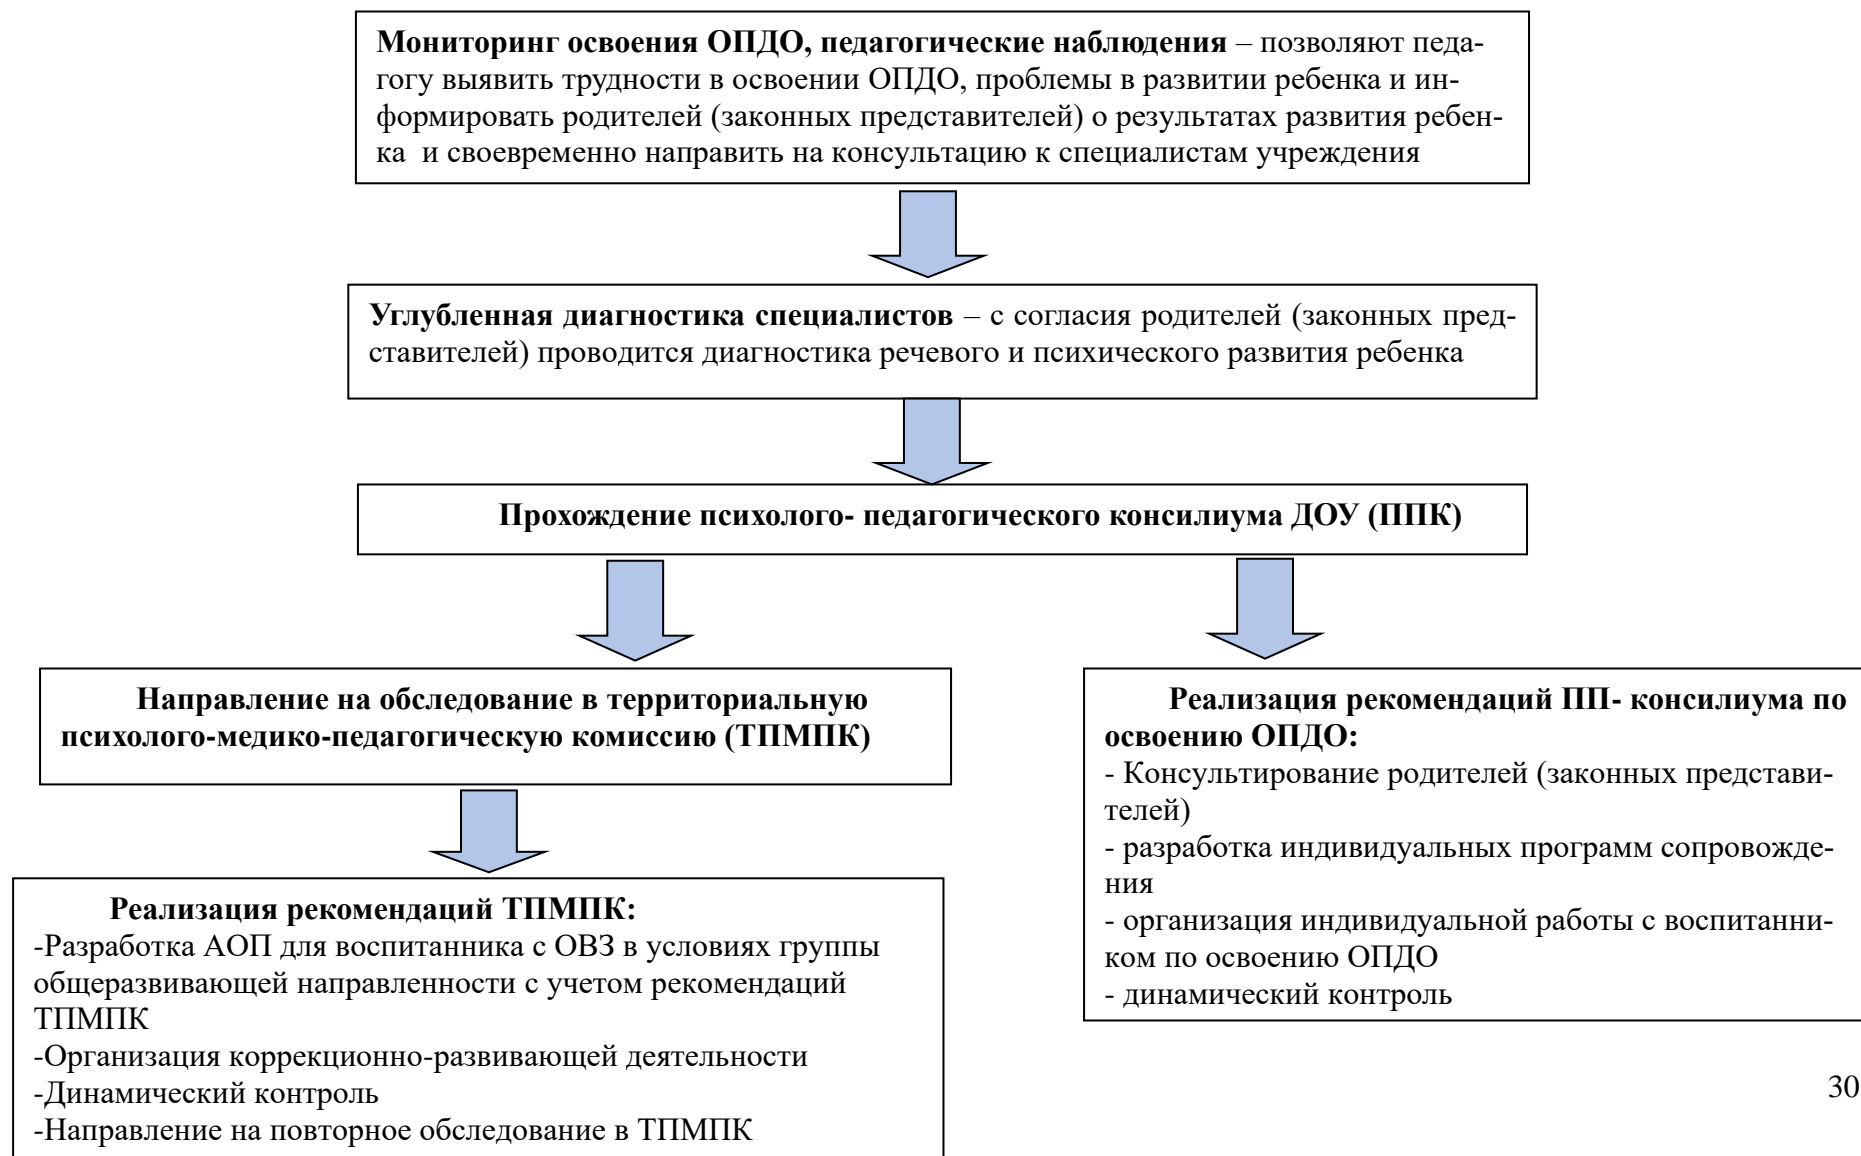 Мониторинг освоения ОПДО, педагогические наблюдения – позволяют педа-
гогу выявить трудности в освоении ОПДО, проблемы в развитии ребенка и ин-
формировать родителей (законных представителей) о результатах развития ребен-
ка  и своевременно направить на консультацию к специалистам учреждения
Углубленная диагностика специалистов – с согласия родителей (законных пред-
ставителей) проводится диагностика речевого и психического развития ребенка
Прохождение психолого- педагогического консилиума ДОУ (ППК)
Направление на обследование в территориальную
психолого-медико-педагогическую комиссию (ТПМПК)
Реализация рекомендаций ТПМПК:
-Разработка АОП для воспитанника с ОВЗ в условиях группы
общеразвивающей направленности с учетом рекомендаций
ТПМПК
-Организация коррекционно-развивающей деятельности
-Динамический контроль
-Направление на повторное обследование в ТПМПК
Реализация рекомендаций ПП- консилиума по
освоению ОПДО:
- Консультирование родителей (законных представи-
телей)
- разработка индивидуальных программ сопровожде-
ния
- организация индивидуальной работы с воспитанни-
ком по освоению ОПДО
- динамический контроль
30